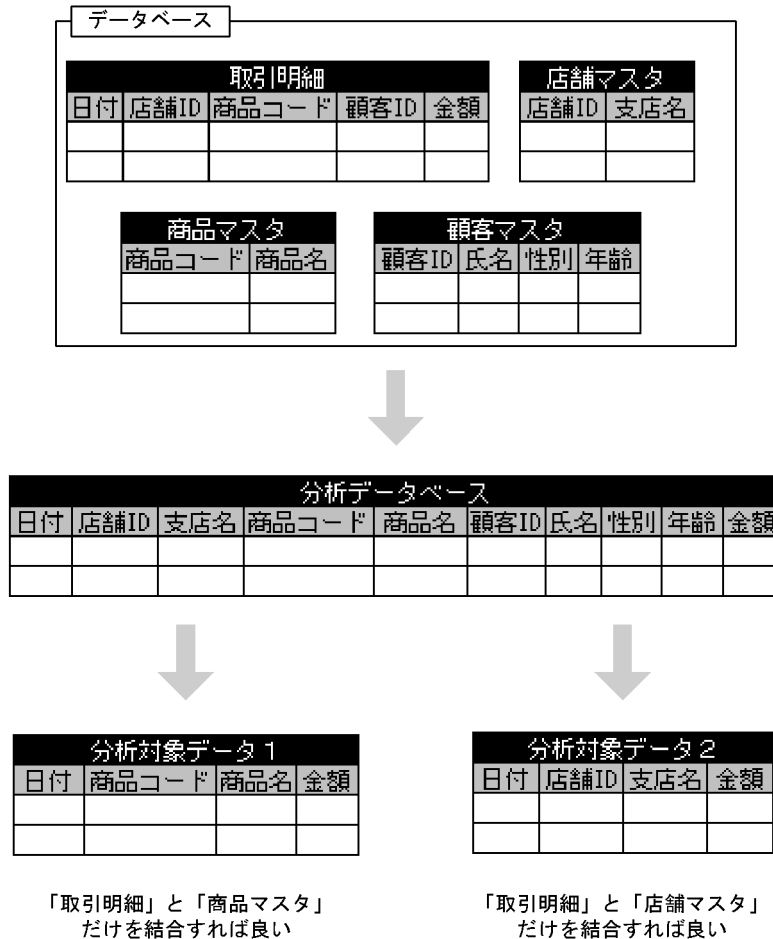 データベース
取引明細
日付 店舗ID 商品コード 顧客ID 金額
店舗マスタ
店舗ID 支店名
商品マスタ
商品コード 商品名
顧客マスタ
顧客ID 氏名 性別 年齢
分析データベース
日付 店舗ID 支店名 商品コード 商品名 顧客ID 氏名 性別 年齢 金額
分析対象データ1
日付 商品コード 商品名 金額
「取引明細」と「商品マスタ」
だけを結合すれば良い
分析対象データ2
日付 店舗ID 支店名 金額
「取引明細」と「店舗マスタ」
だけを結合すれば良い